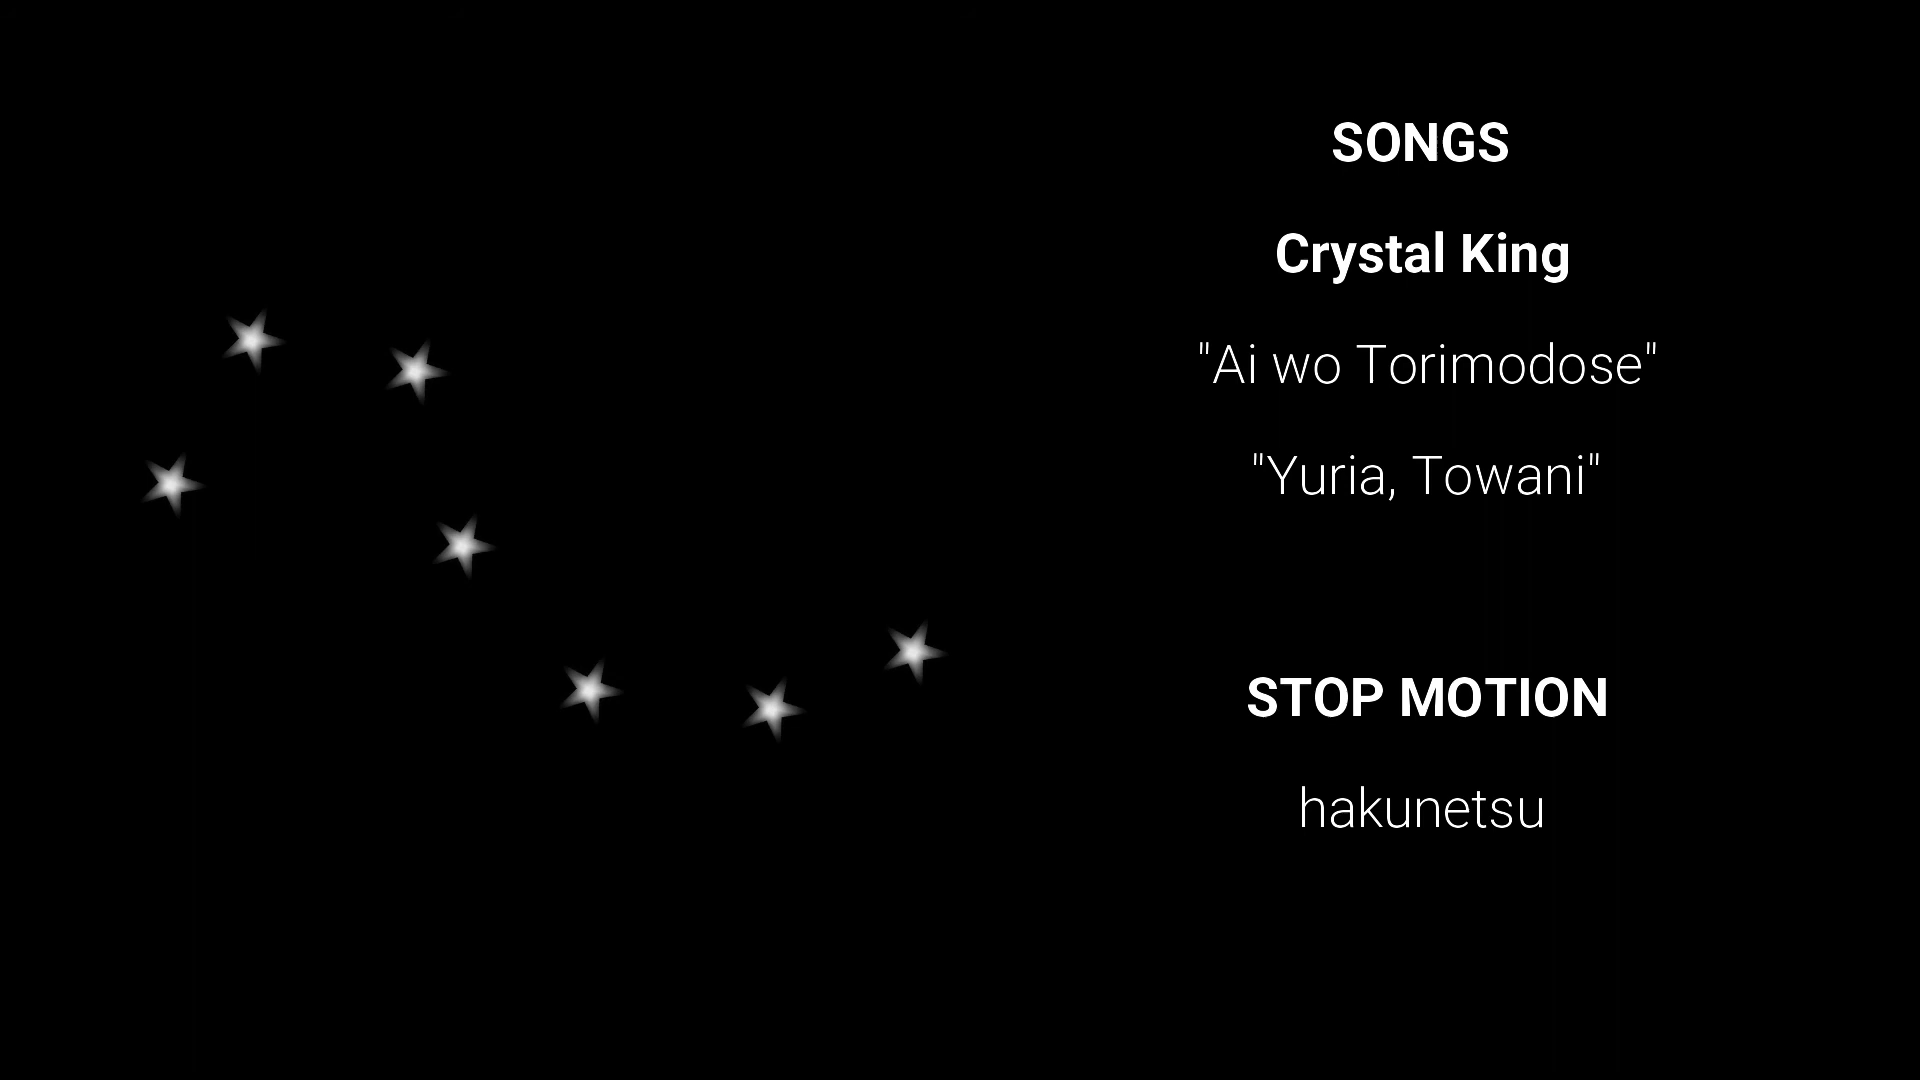 SONGS
Crystal King
"Ai wo Torimodose"
"Yuria, Towani"
STOP MOTION
hakunetsu